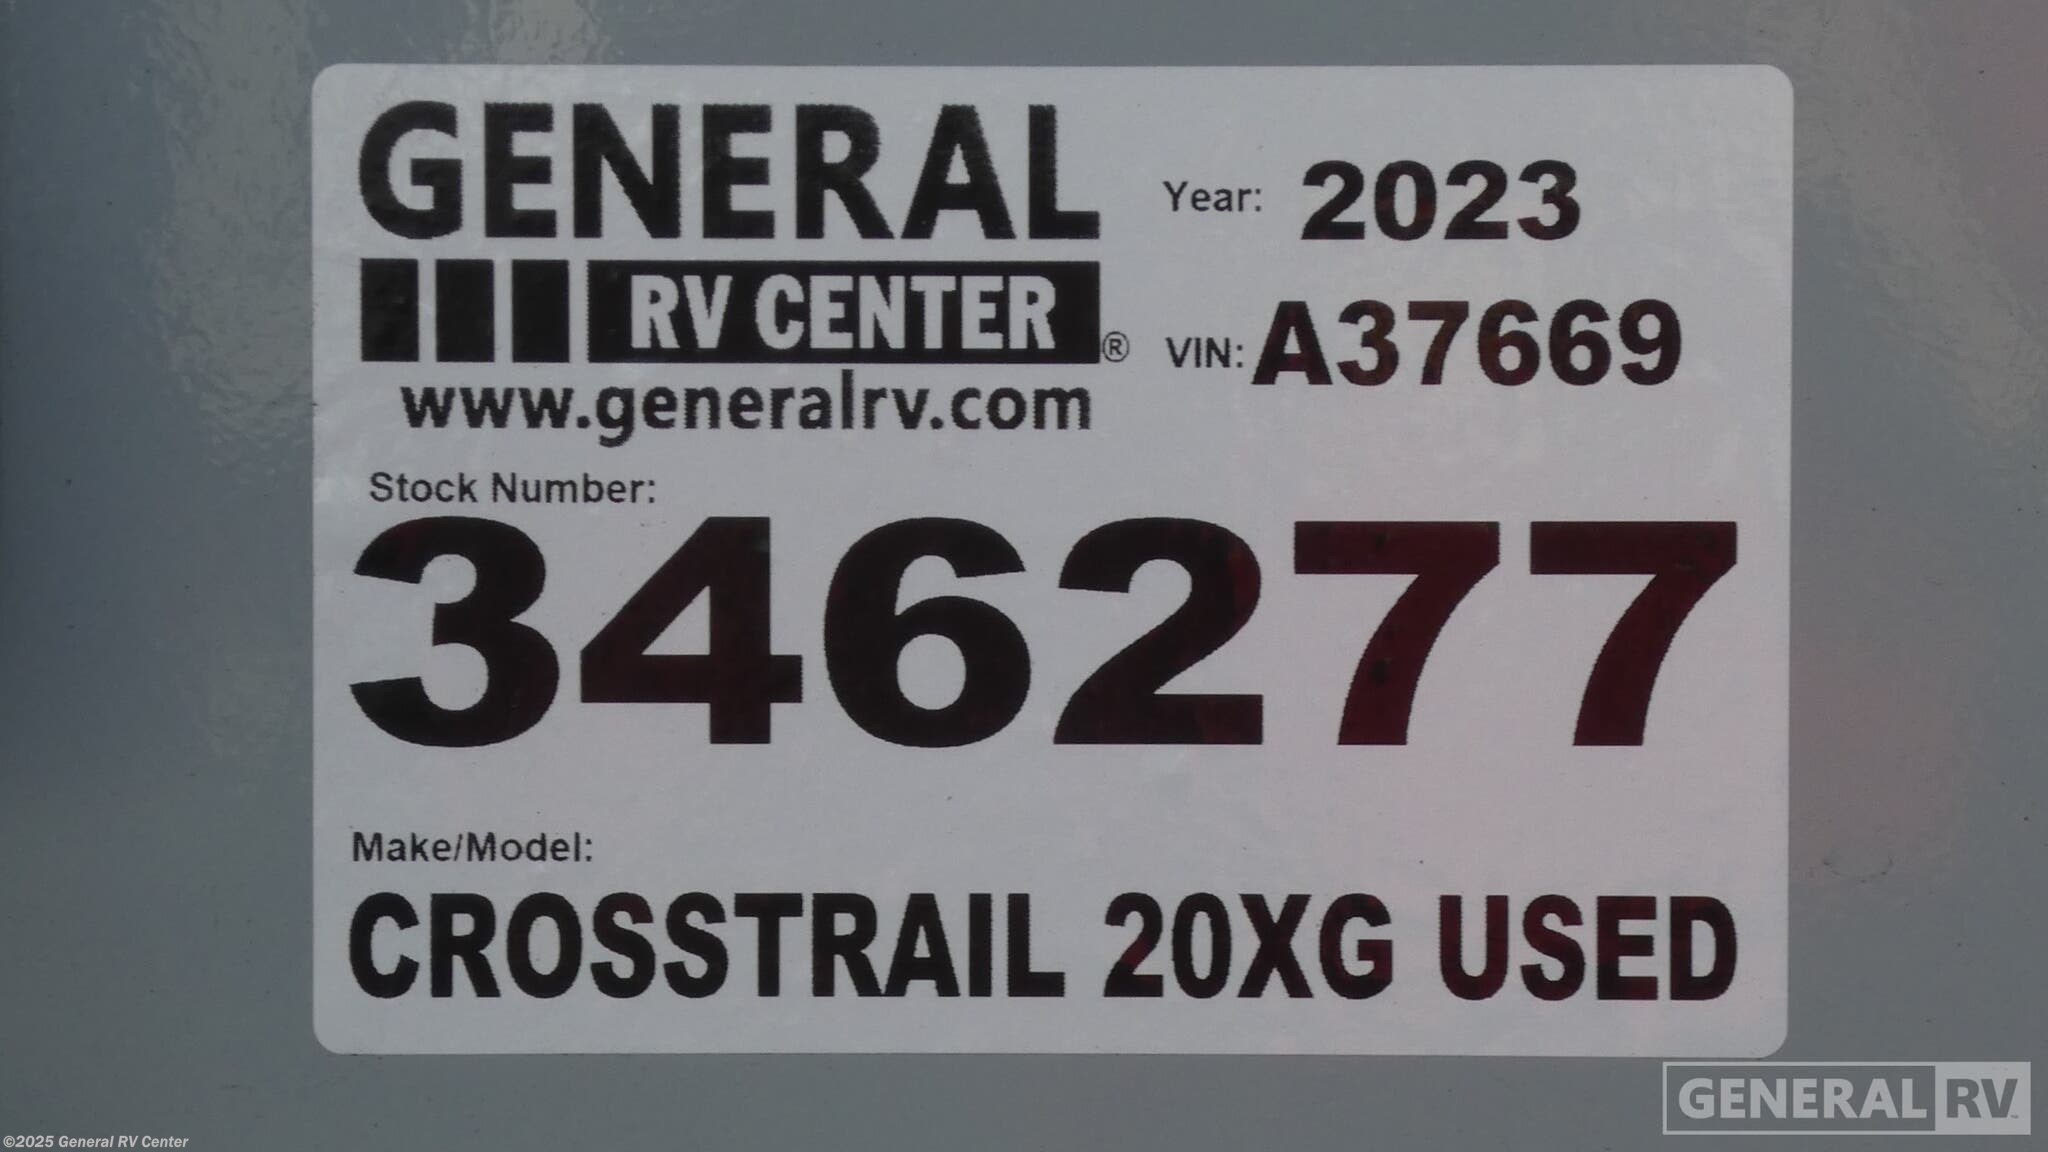 GENERAL
RV CENTER®
www.generalrv.com
Year: 2023
VIN: A37669
Stock Number:
346277
Make/Model:
CROSSTRAIL 20XG USED
GENERAL RV
©2025 General RV Center